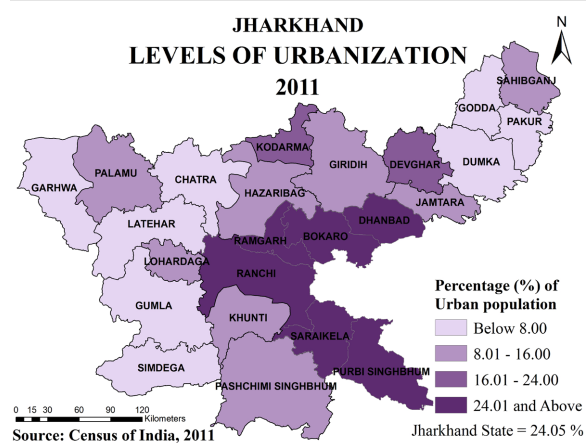 JHARKHAND
LEVELS OF URBANIZATION
2011
N
SAHIBGANJ
GODDA
PAKUR
KODARMA
DUMKA
GIRIDIH
DEVGHAR
PALAMU
CHATRA
GARHWA
HAZARIBAG
JAMTARA
DHANBAD
LATEHAR
BOKARO
RAMGARH
LOHARDAGA
RANCHI
GUMLA
KHUNTI
SARAIKELA
SIMDEGA
PURBI SINGHBHUM
PASHCHIMI SINGHBHUM
Percentage (%) of
Urban population
Below 8.00
8.01 - 16.00
16.01 - 24.00
24.01 and Above
Jharkhand State = 24.05 %
0 15 30 60 90 120
Kilometers
Source: Census of India, 2011